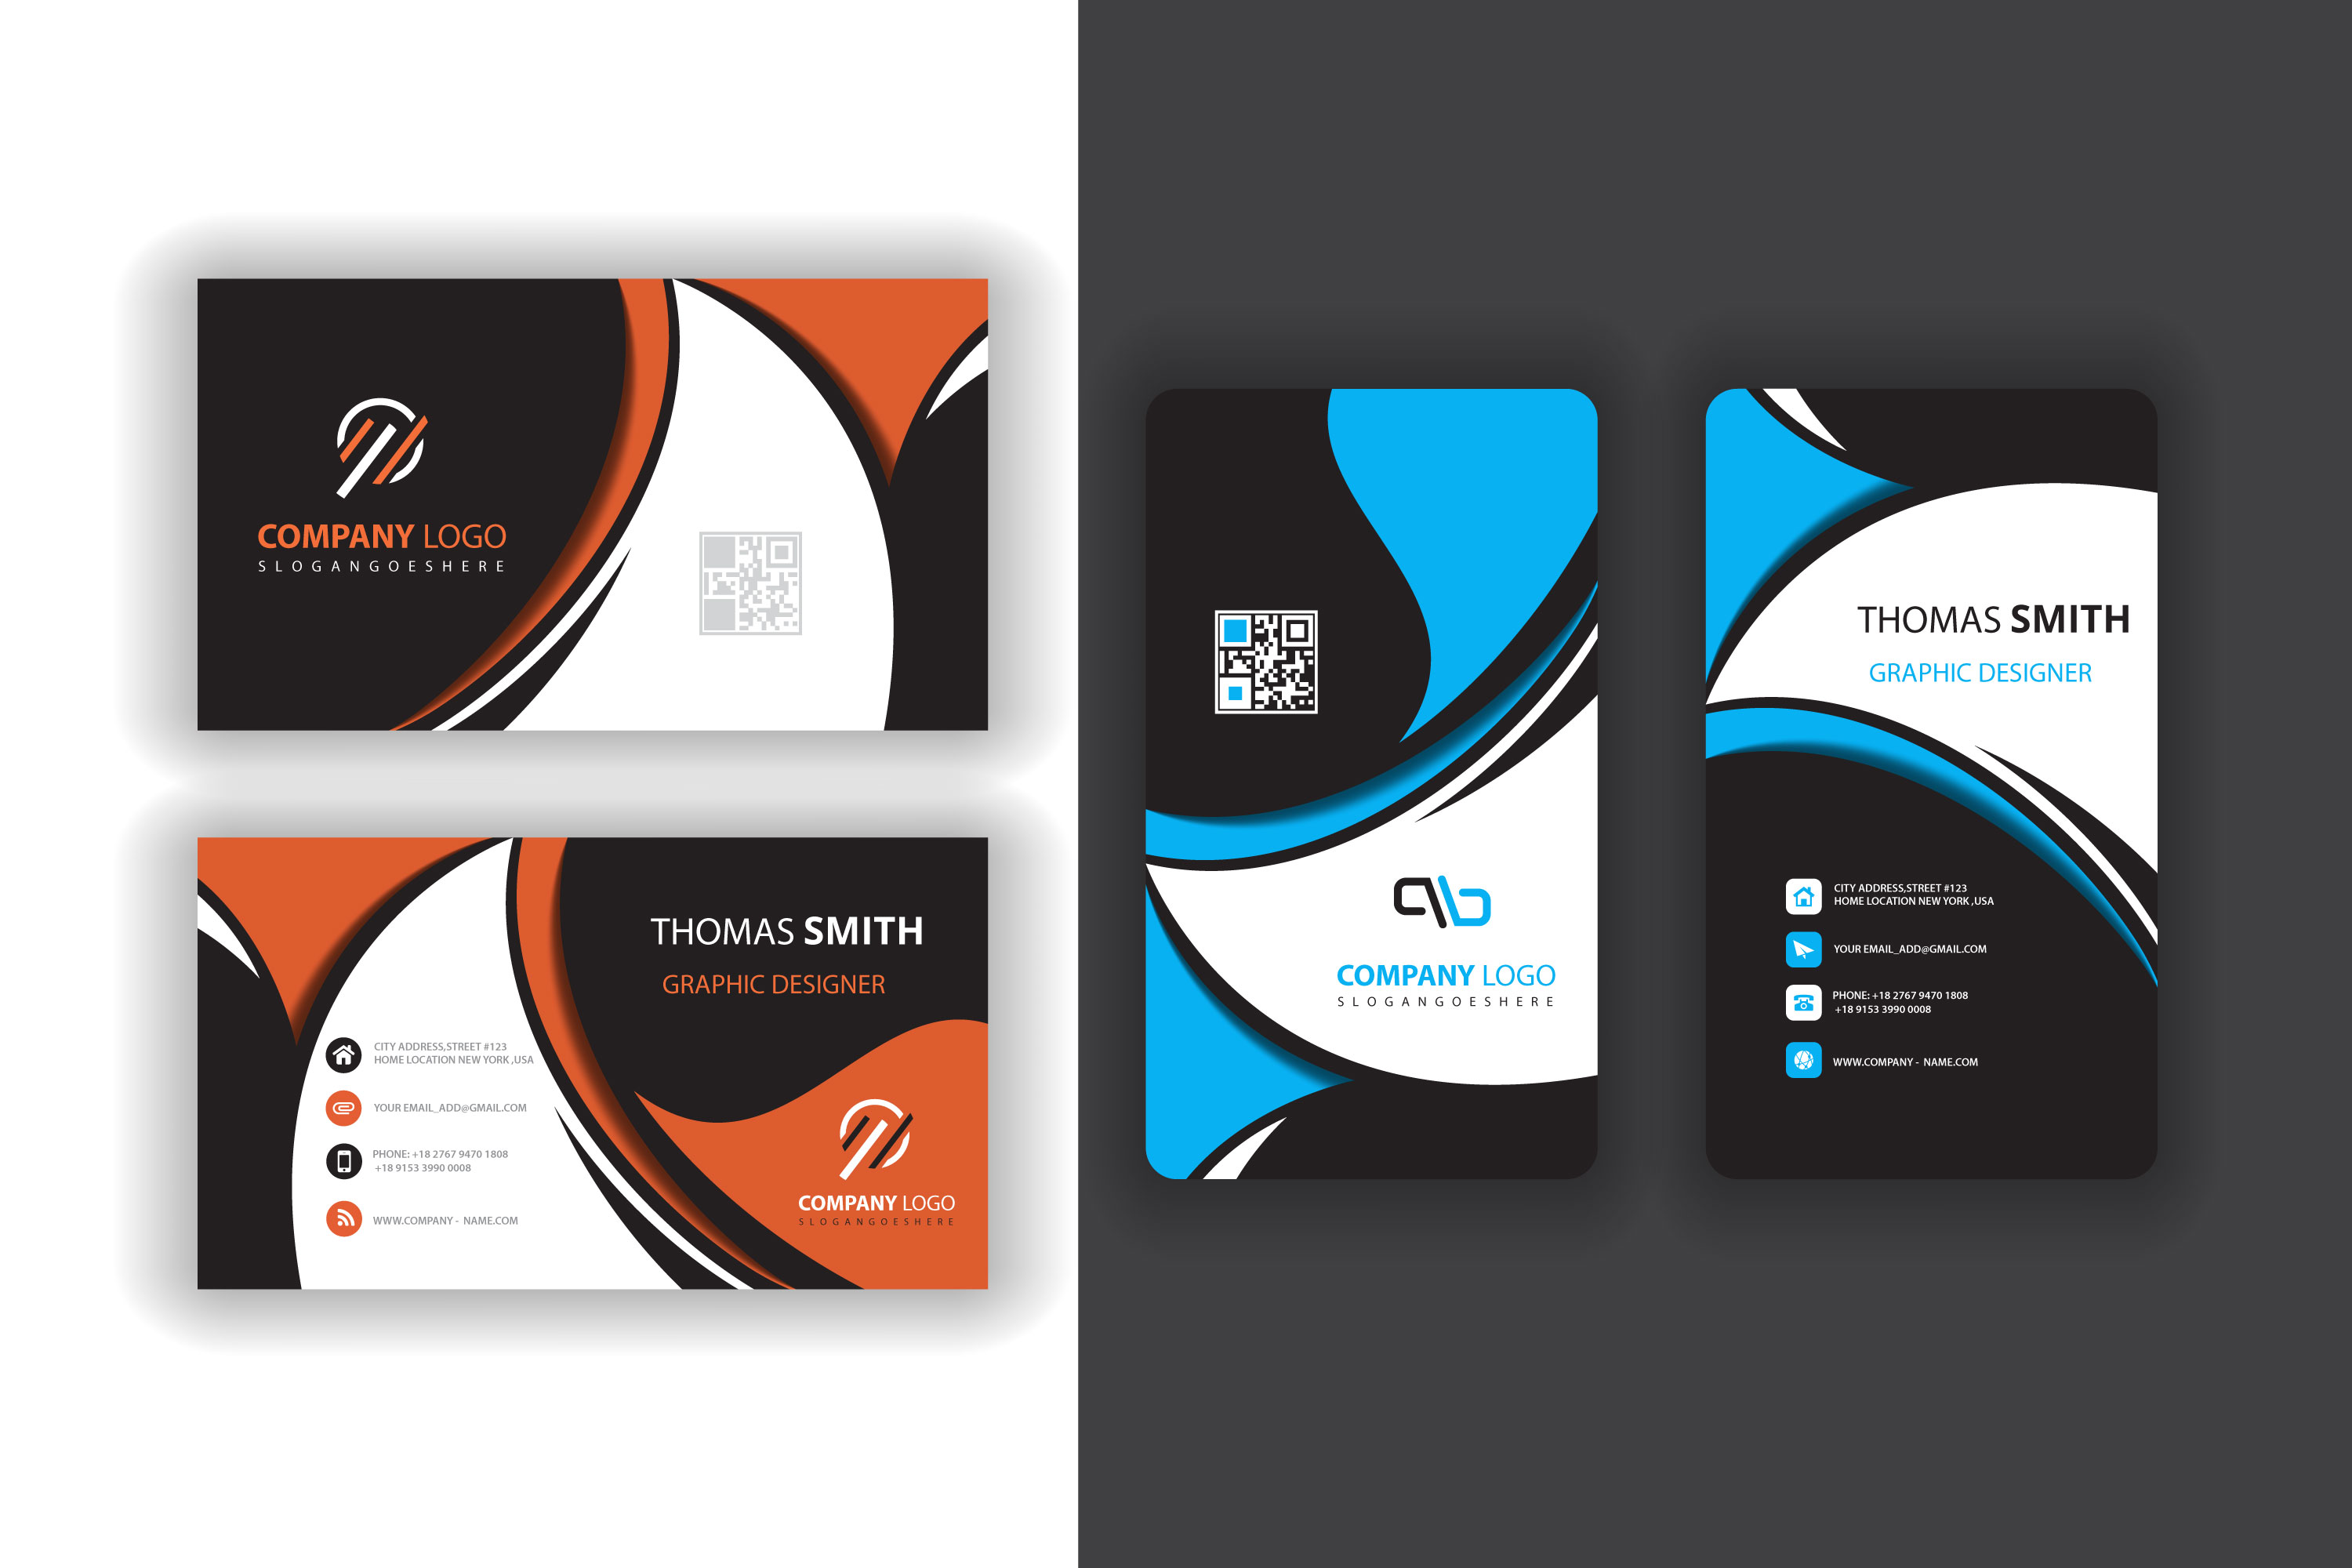 COMPANY LOGO
SLOGANGOESHERE
THOMAS SMITH
GRAPHIC DESIGNER
CITY ADDRESS,STREET #123
HOME LOCATION NEW YORK ,USA
YOUR EMAIL_ADD@GMAIL.COM
PHONE: +18 2767 9470 1808
+18 9153 3990 0008
WWW.COMPANY - NAME.COM
COMPANY LOGO
SLOGANGOESHERE
COMPANY LOGO
SLOGANGOESHERE
THOMAS SMITH
GRAPHIC DESIGNER
CITY ADDRESS,STREET #123
HOME LOCATION NEW YORK ,USA
YOUR EMAIL_ADD@GMAIL.COM
PHONE: +18 2767 9470 1808
+18 9153 3990 0008
WWW.COMPANY - NAME.COM